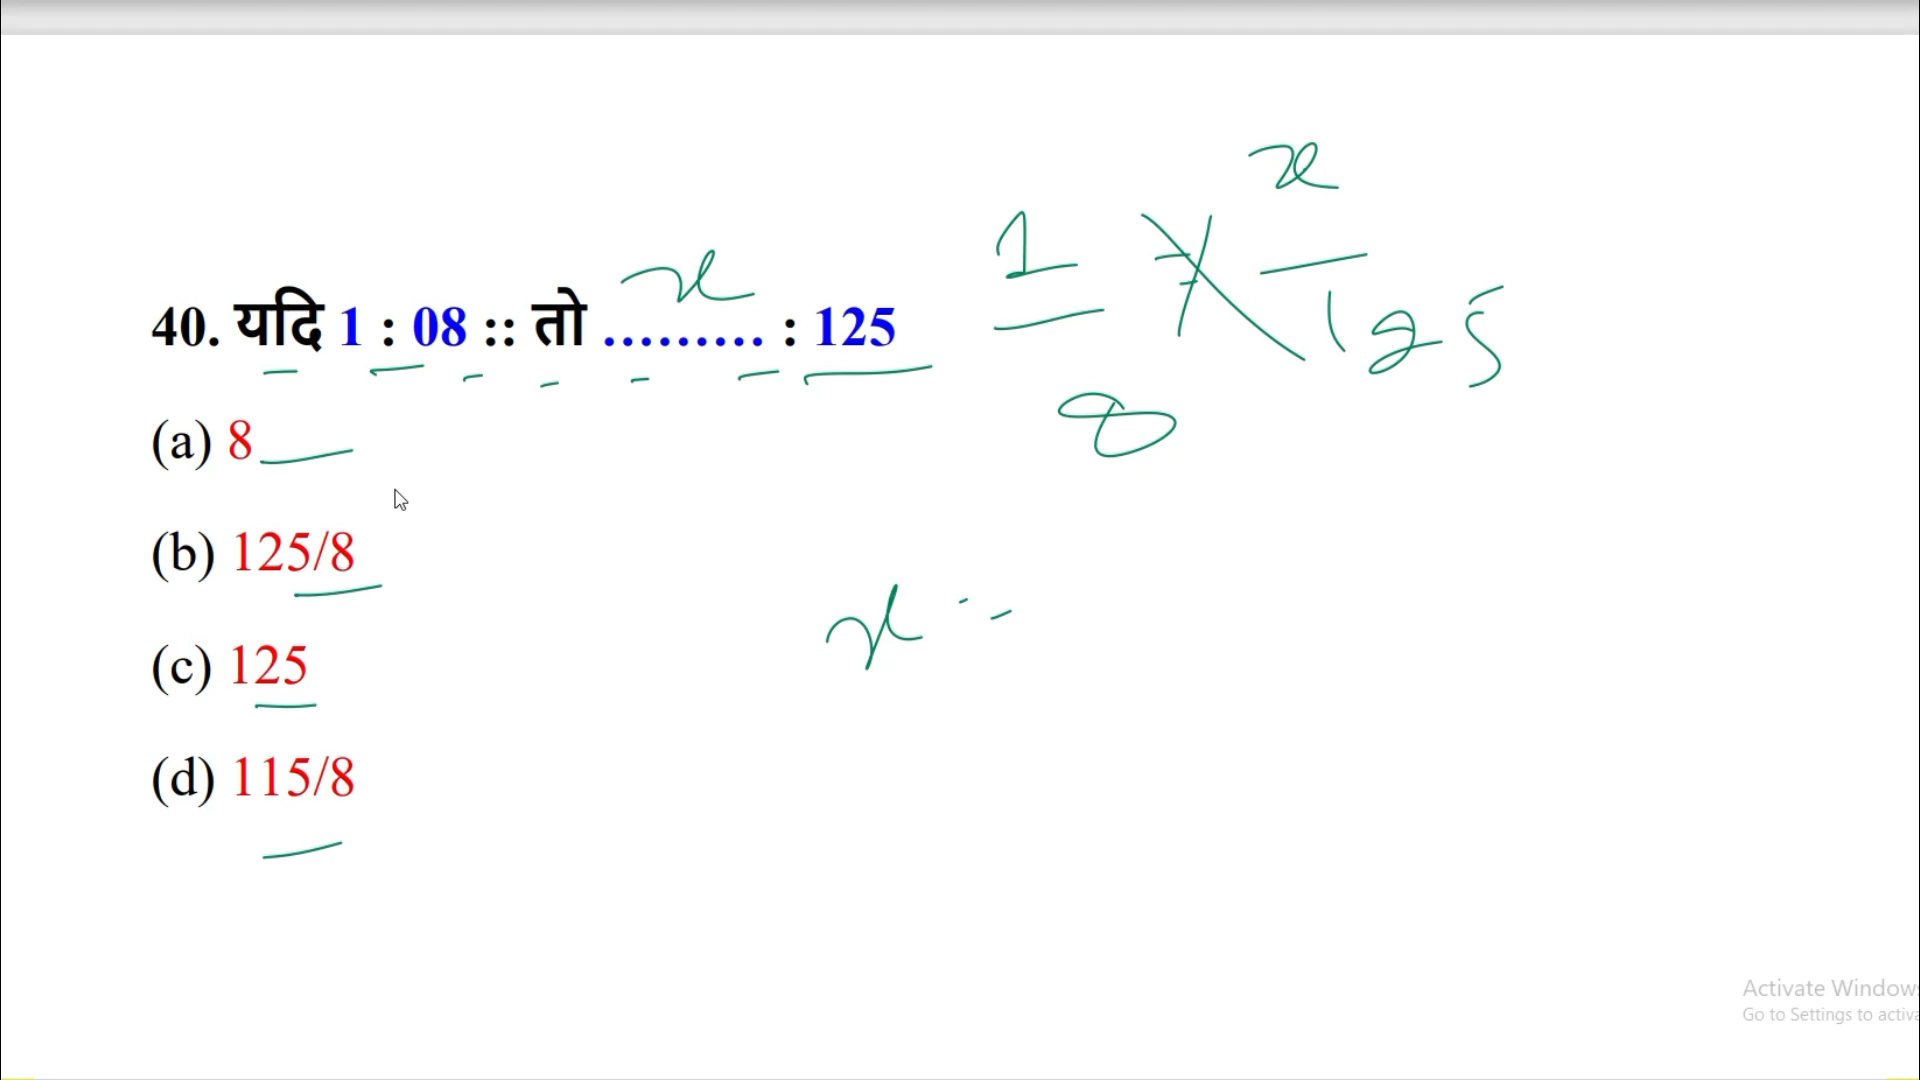 x
1 = x
8 125
x
40. यदि 1 : 08 :: तो ......... : 125
(a) 8
(b) 125/8
(c) 125
(d) 115/8
x =
Activate Windows
Go to Settings to activa